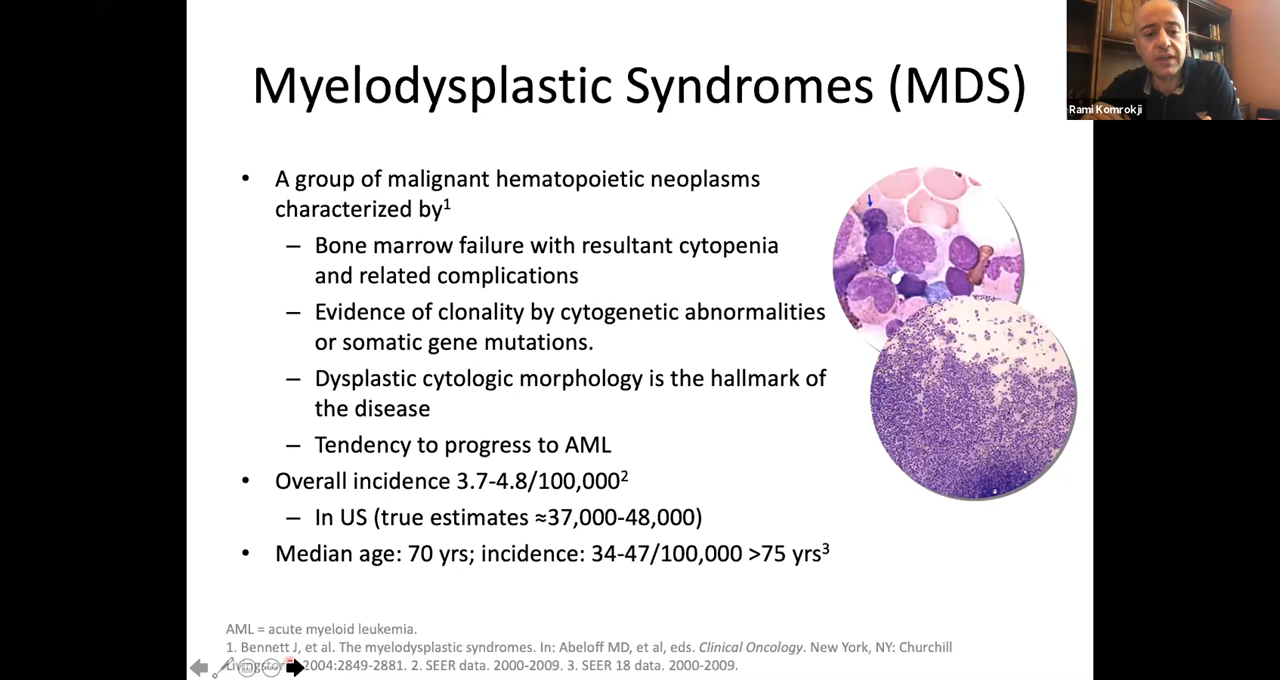 Myelodysplastic Syndromes (MDS)
Rami Komrokji
• A group of malignant hematopoietic neoplasms
characterized by1
– Bone marrow failure with resultant cytopenia
and related complications
– Evidence of clonality by cytogenetic abnormalities
or somatic gene mutations.
– Dysplastic cytologic morphology is the hallmark of
the disease
– Tendency to progress to AML
• Overall incidence 3.7-4.8/100,0002
– In US (true estimates ≈37,000-48,000)
• Median age: 70 yrs; incidence: 34-47/100,000 >75 yrs3
AML = acute myeloid leukemia.
1. Bennett J, et al. The myelodysplastic syndromes. In: Abeloff MD, et al, eds. Clinical Oncology. New York, NY: Churchill
2004:2849-2881. 2. SEER data. 2000-2009. 3. SEER 18 data. 2000-2009.